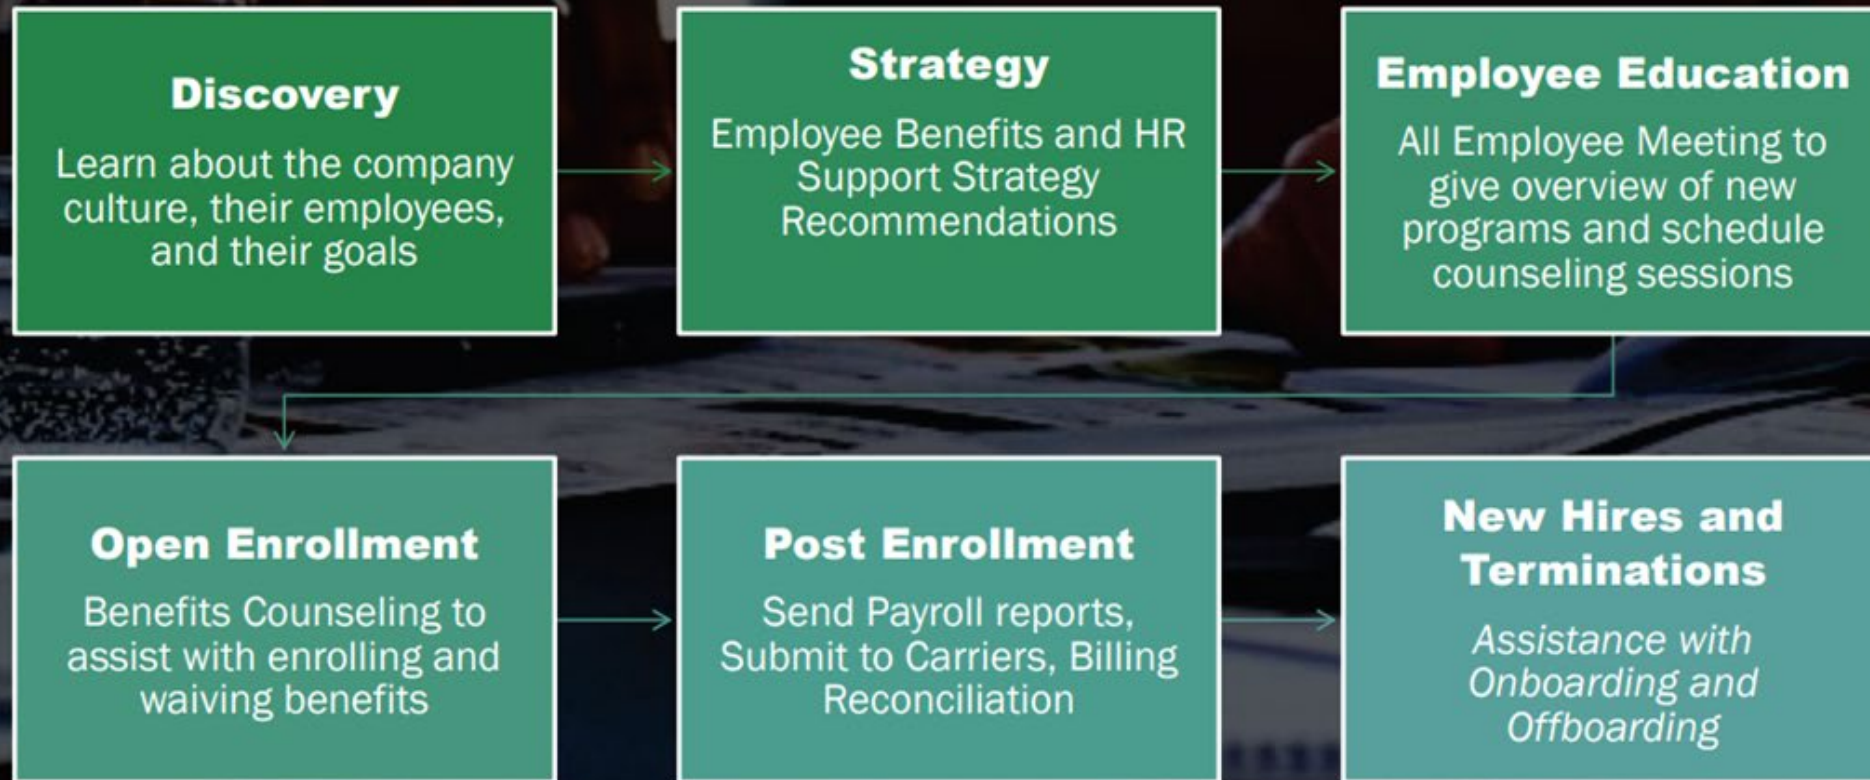 Discovery
Learn about the company
culture, their employees,
and their goals
Strategy
Employee Benefits and HR
Support Strategy
Recommendations
Employee Education
All Employee Meeting to
give overview of new
programs and schedule
counseling sessions
Open Enrollment
Benefits Counseling to
assist with enrolling and
waiving benefits
Post Enrollment
Send Payroll reports,
Submit to Carriers, Billing
Reconciliation
New Hires and
Terminations
Assistance with
Onboarding and
Offboarding